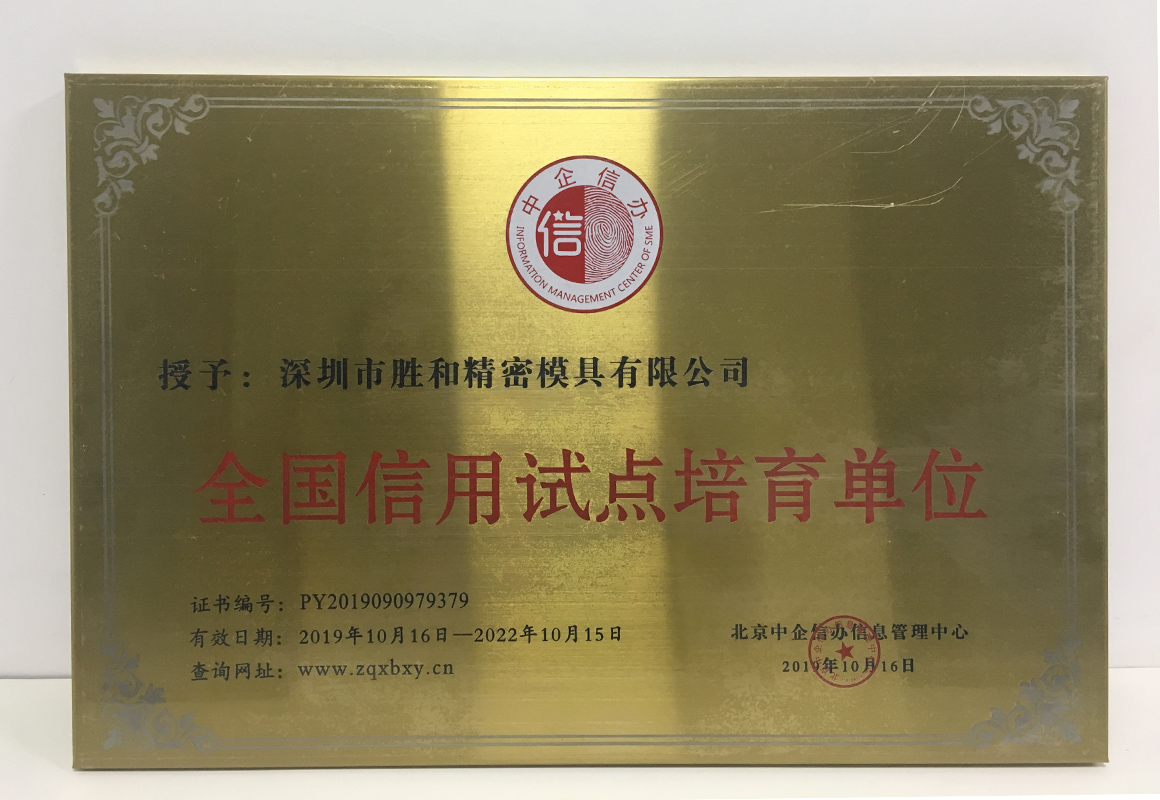 中企信办
信
INFORMATION MANAGEMENT CENTER OF SME
授予：深圳市胜和精密模具有限公司
全国信用试点培育单位
证书编号：PY2019090979379
有效日期：2019年10月16日—2022年10月15日
查询网址：www.zqxbxy.cn
北京中企信办信息管理中心
2019年10月16日